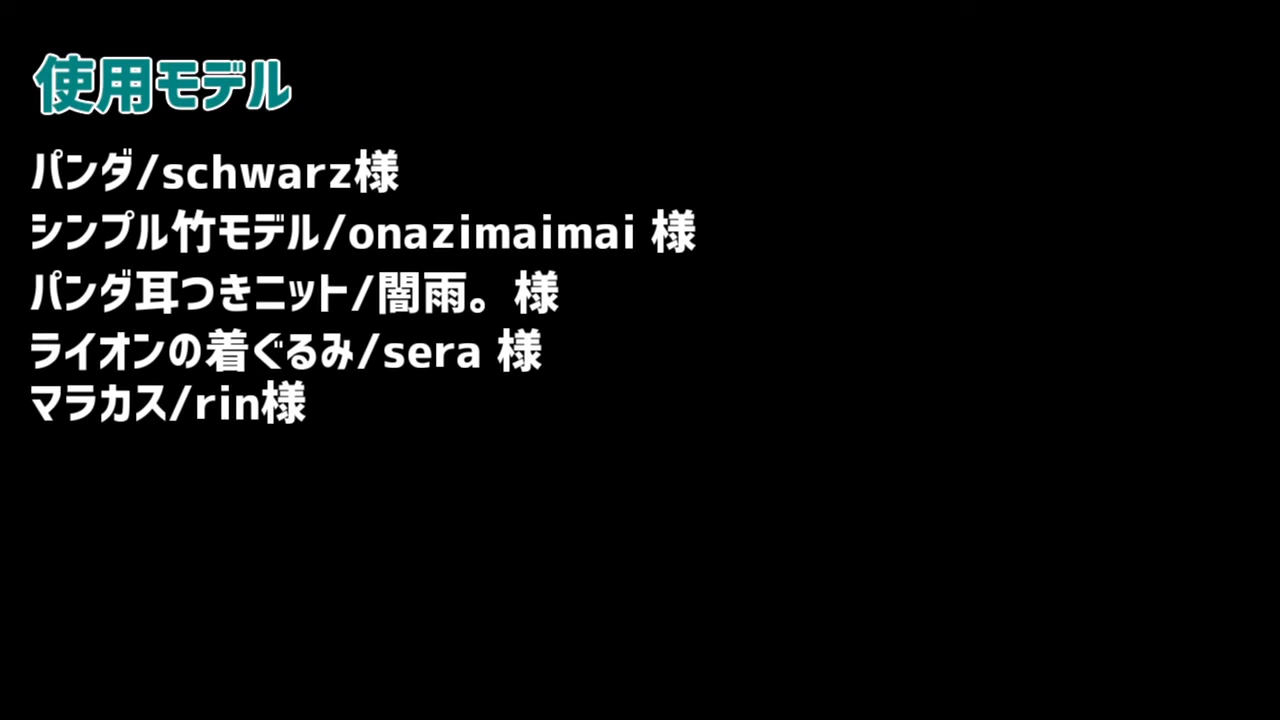 使用モデル
パンダ/schwarz様
シンプル竹モデル/onazimaimai 様
パンダ耳つきニット/闇雨。様
ライオンの着ぐるみ/sera 様
マラカス/rin様